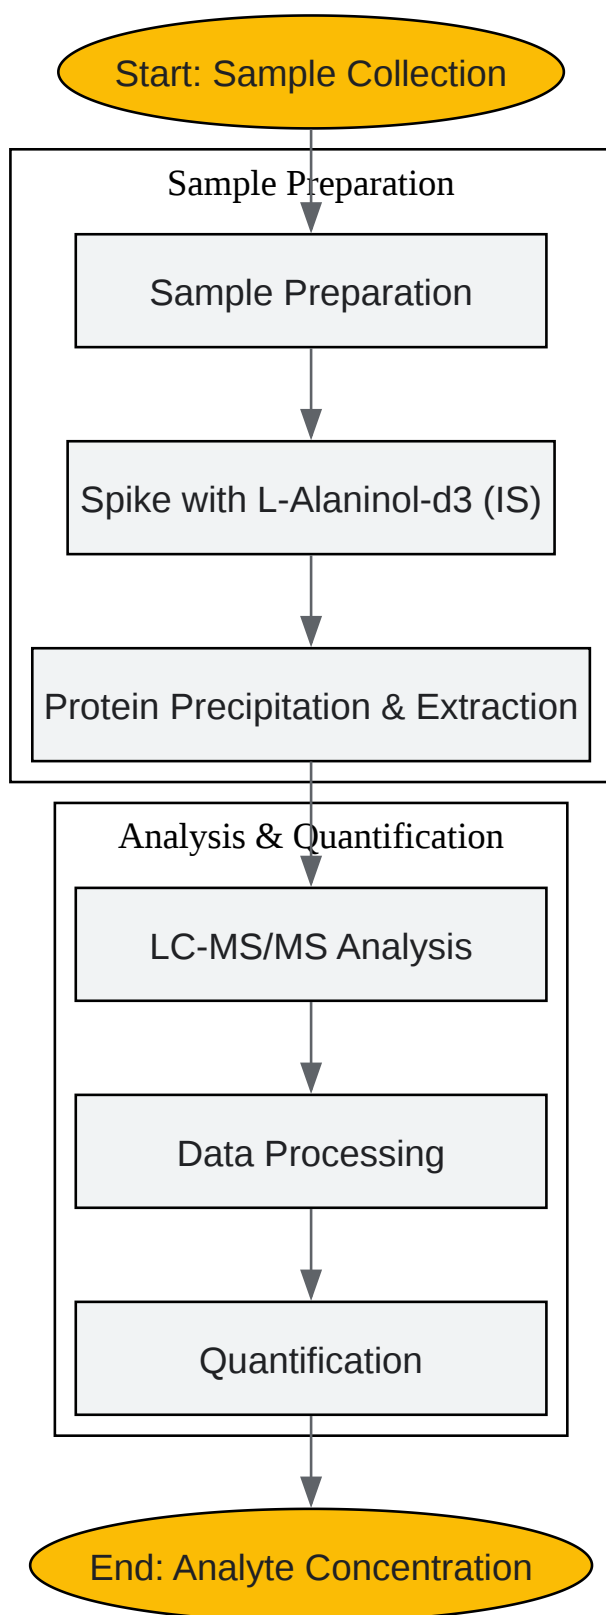 Start: Sample Collection
Sample Preparation
Sample Preparation
Spike with L-Alaninol-d3 (IS)
Protein Precipitation & Extraction
Analysis & Quantification
LC-MS/MS Analysis
Data Processing
Quantification
End: Analyte Concentration